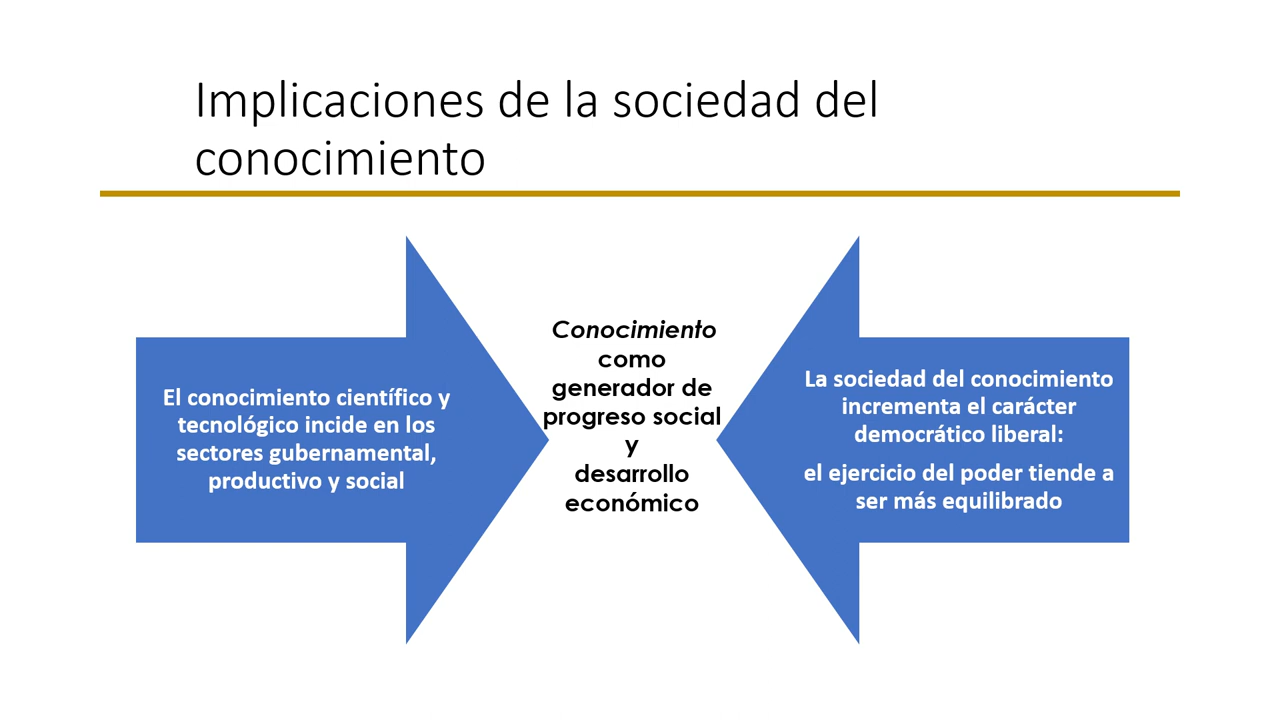 Implicaciones de la sociedad del
conocimiento
El conocimiento científico y
tecnológico incide en los
sectores gubernamental,
productivo y social
Conocimiento
como
generador de
progreso social
y
desarrollo
económico
La sociedad del conocimiento
incrementa el carácter
democrático liberal:
el ejercicio del poder tiende a
ser más equilibrado